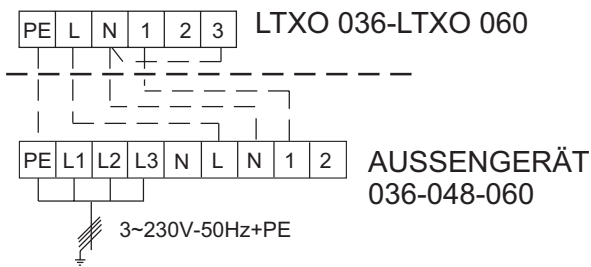 PE L N 1 2 3 LTXO 036-LTXO 060
PE L1 L2 L3 N L N 1 2 AUSSENGERÄT
036-048-060
3~230V-50Hz+PE